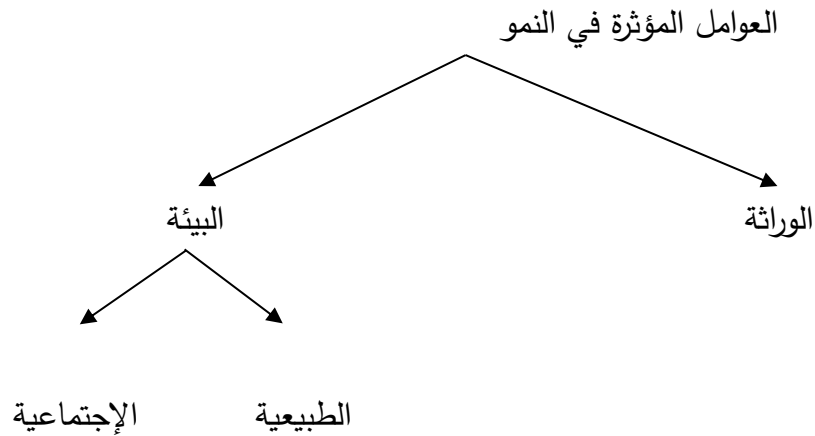 العوامل المؤثرة في النمو
الوراثة
البيئة
الطبيعية
الإجتماعية